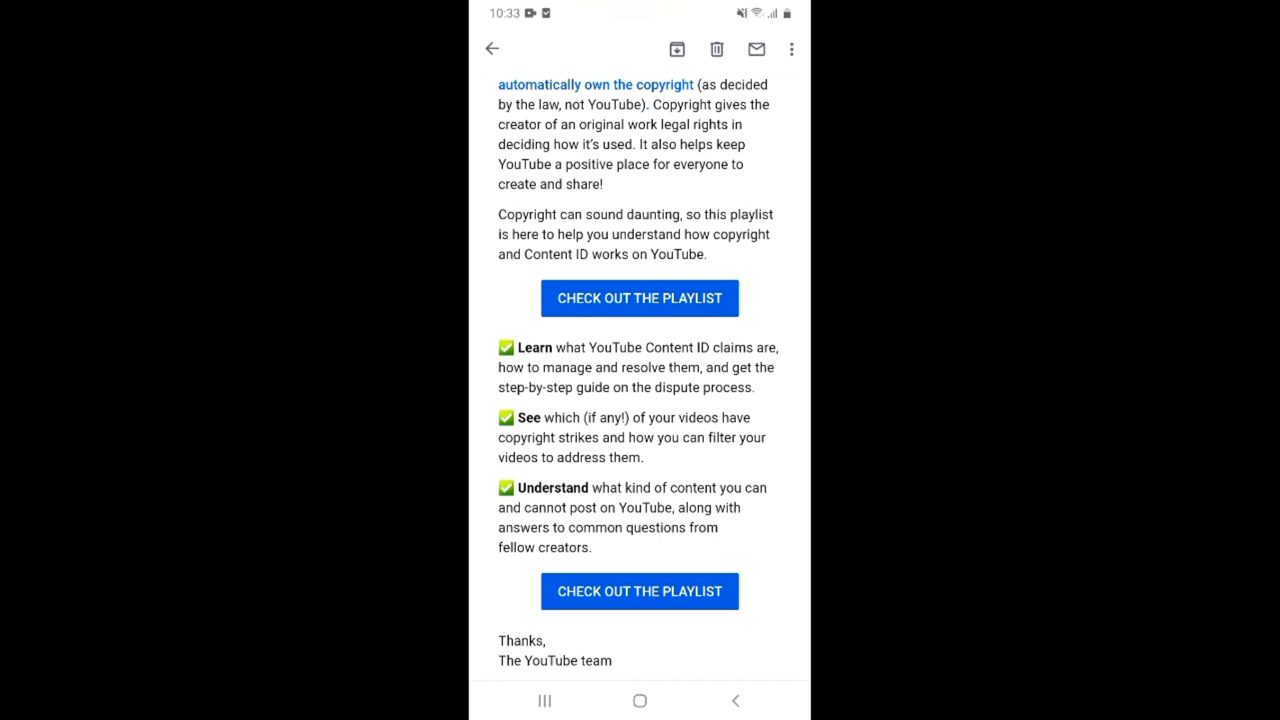 10:33
automatically own the copyright (as decided
by the law, not YouTube). Copyright gives the
creator of an original work legal rights in
deciding how it's used. It also helps keep
YouTube a positive place for everyone to
create and share!
Copyright can sound daunting, so this playlist
is here to help you understand how copyright
and Content ID works on YouTube.
CHECK OUT THE PLAYLIST
✅ Learn what YouTube Content ID claims are,
how to manage and resolve them, and get the
step-by-step guide on the dispute process.
✅ See which (if any!) of your videos have
copyright strikes and how you can filter your
videos to address them.
✅ Understand what kind of content you can
and cannot post on YouTube, along with
answers to common questions from
fellow creators.
CHECK OUT THE PLAYLIST
Thanks,
The YouTube team